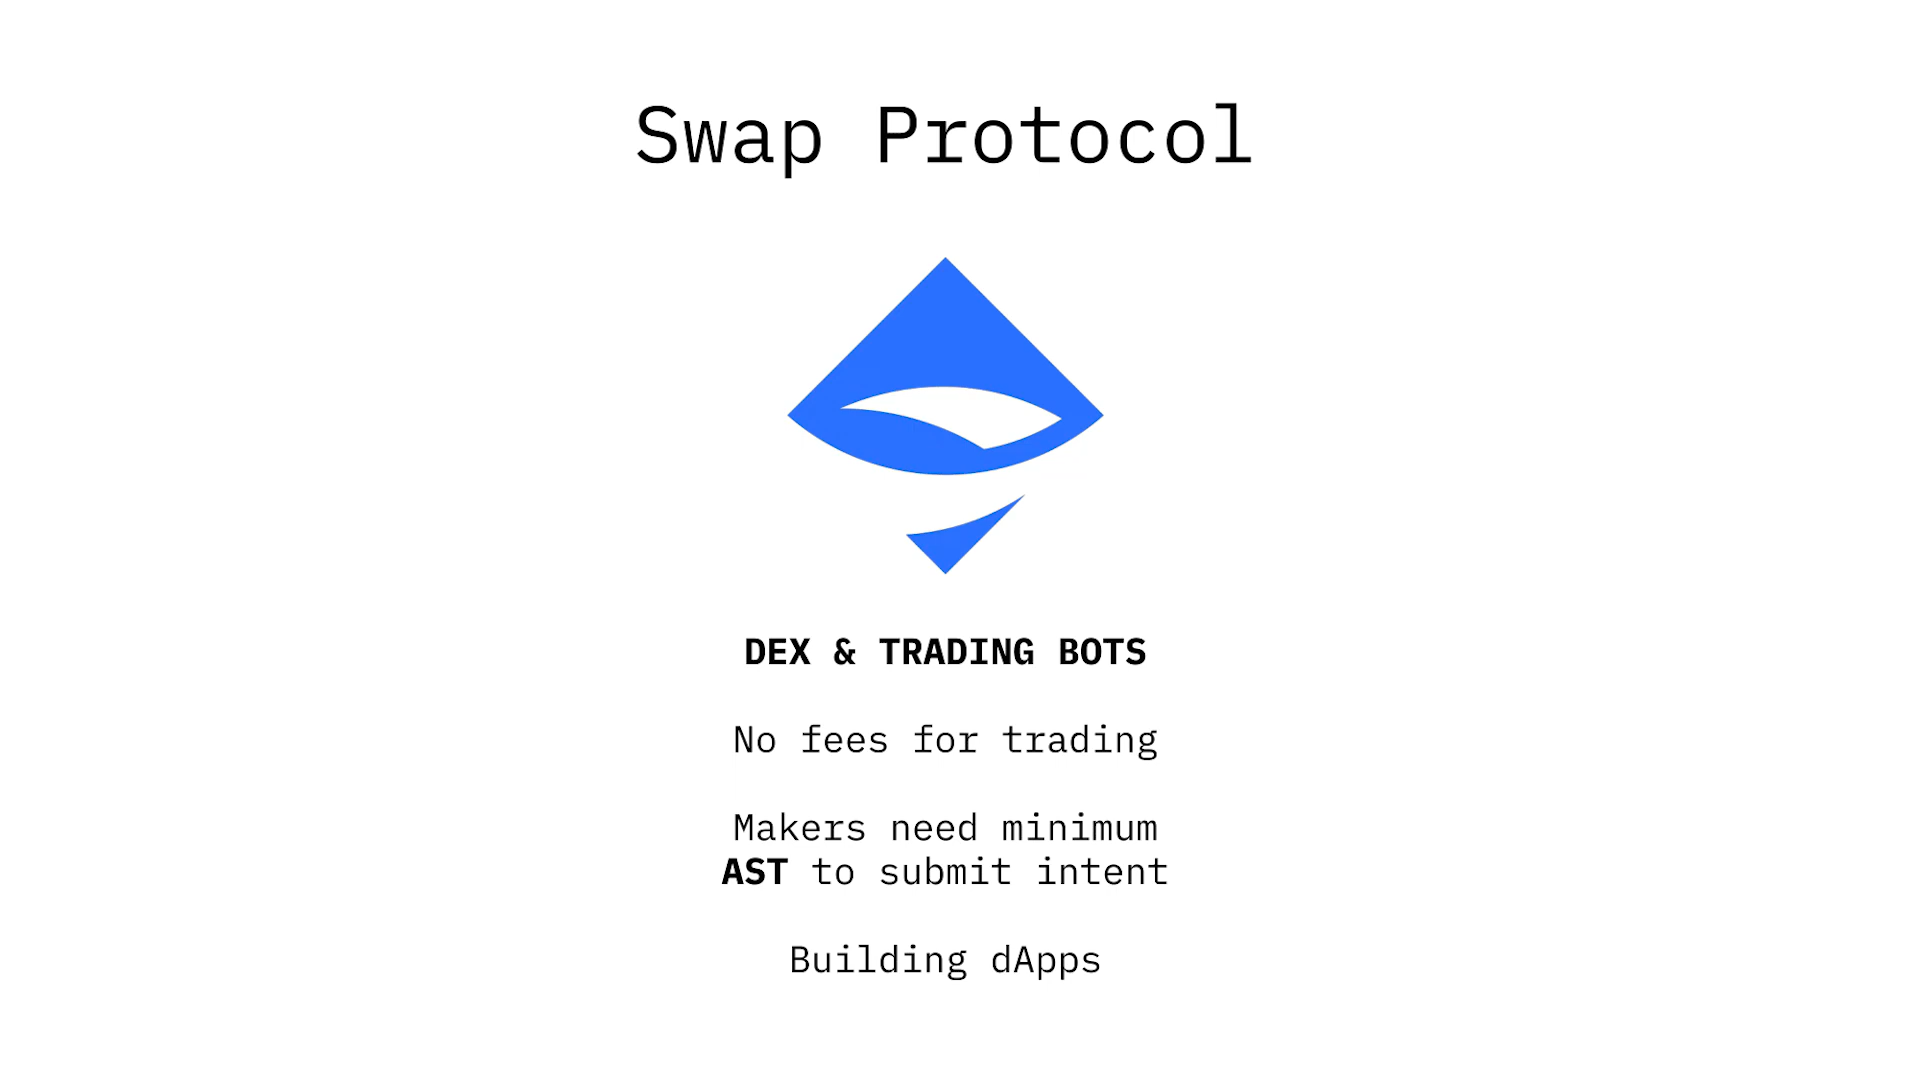 Swap Protocol
DEX & TRADING BOTS
No fees for trading
Makers need minimum
AST to submit intent
Building dApps